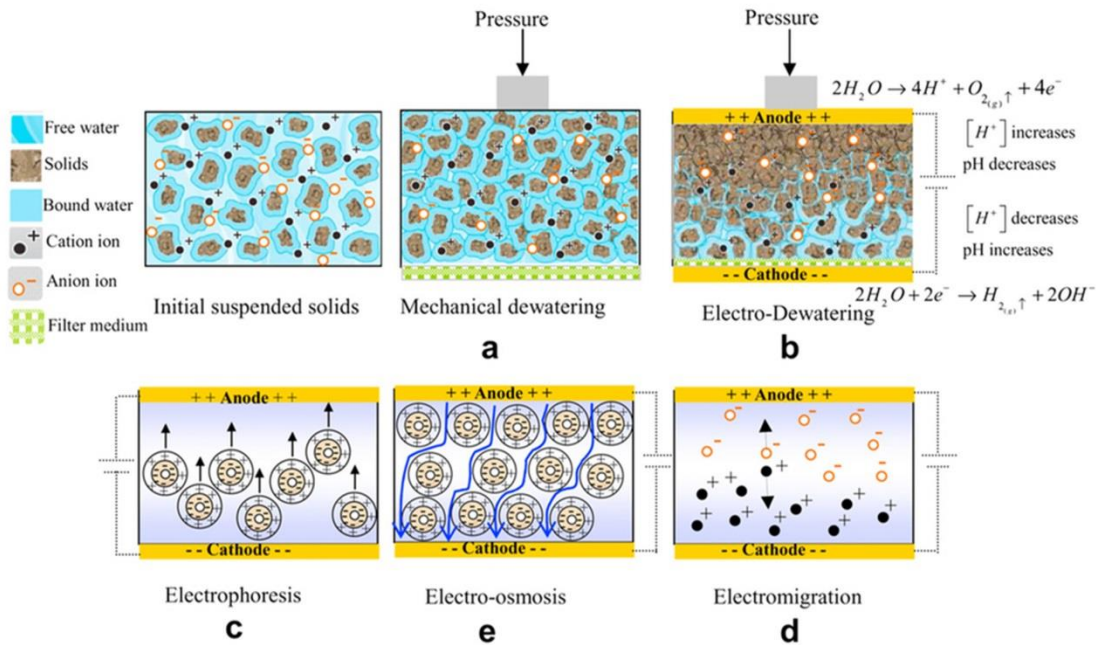 Pressure
Pressure
2H₂O → 4H⁺ + O₂₍g₎↑ + 4e⁻
Free water
Solids
Bound water
Cation ion
Anion ion
Filter medium
+ + Anode + +
[H⁺] increases
pH decreases
[H⁺] decreases
pH increases
- - Cathode - -
2H₂O + 2e⁻ → H₂₍g₎↑ + 2OH⁻
Initial suspended solids
Mechanical dewatering
Electro-Dewatering
a
b
+ + Anode + +
+ + Anode + +
+ + Anode + +
- - Cathode - -
- - Cathode - -
- - Cathode - -
Electrophoresis
Electro-osmosis
Electromigration
c
e
d